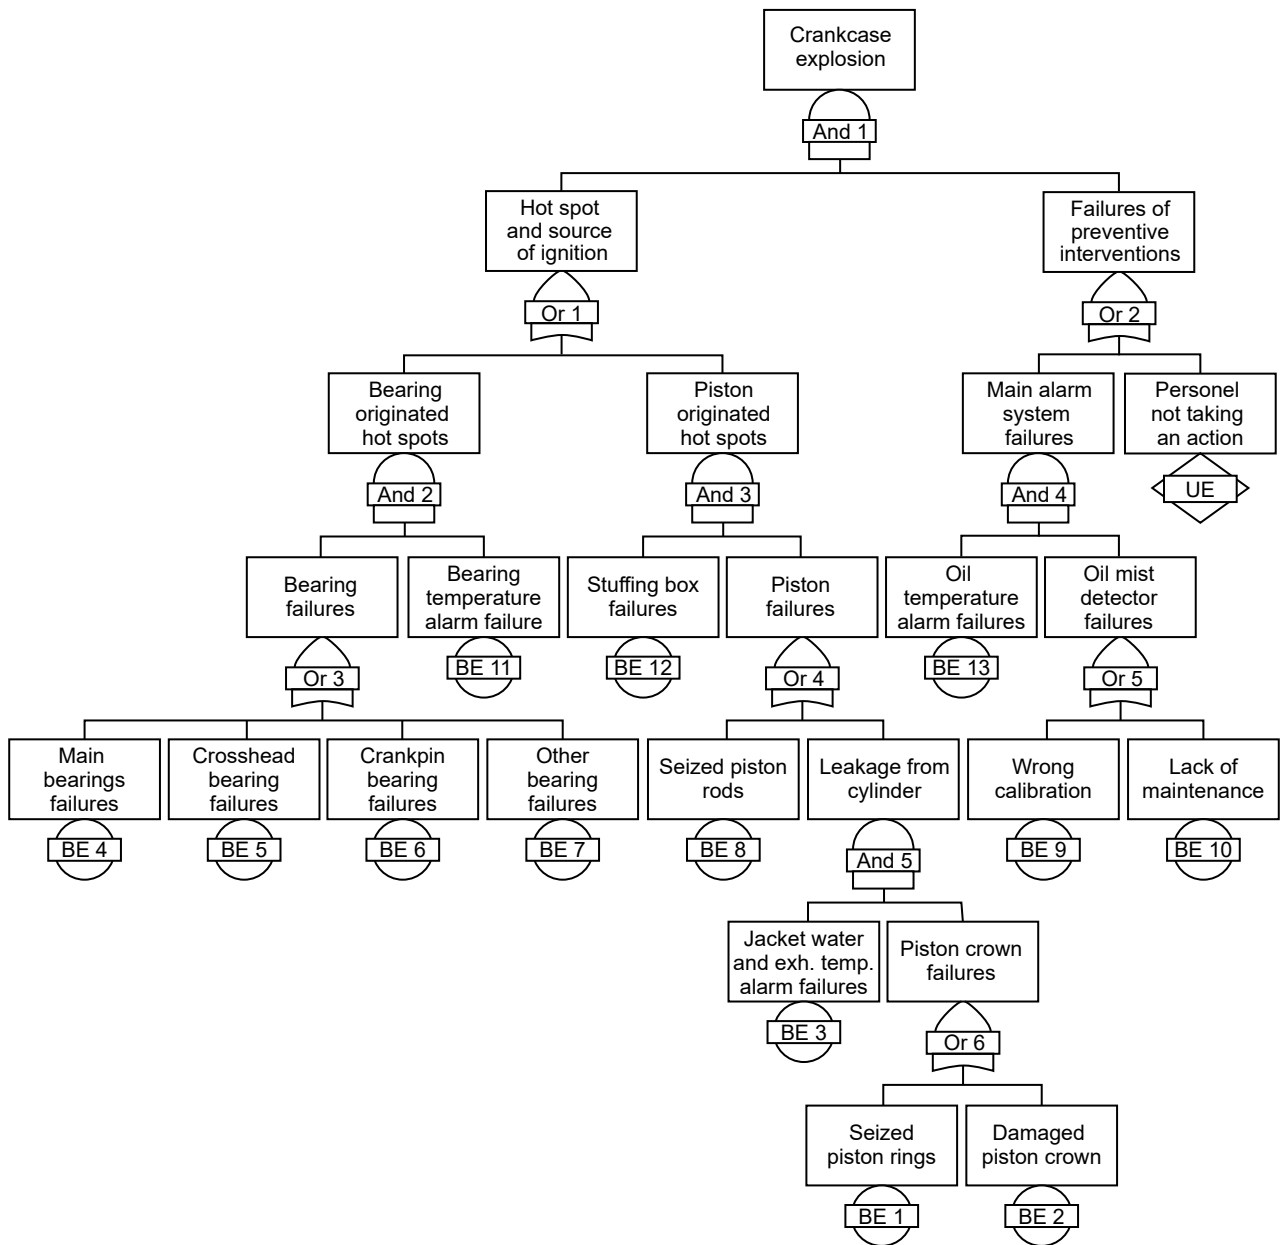 Crankcase
explosion
And 1
Hot spot
and source
of ignition
Failures of
preventive
interventions
Or 1
Or 2
Bearing
originated
hot spots
Piston
originated
hot spots
Main alarm
system
failures
Personel
not taking
an action
And 2
And 3
And 4
UE
Bearing
failures
Bearing
temperature
alarm failure
Stuffing box
failures
Piston
failures
Oil
temperature
alarm failures
Oil mist
detector
failures
Or 3
BE 11
BE 12
Or 4
BE 13
Or 5
Main
bearings
failures
Crosshead
bearing
failures
Crankpin
bearing
failures
Other
bearing
failures
Seized piston
rods
Leakage from
cylinder
Wrong
calibration
Lack of
maintenance
BE 4
BE 5
BE 6
BE 7
BE 8
And 5
BE 9
BE 10
Jacket water
and exh. temp.
alarm failures
Piston crown
failures
BE 3
Or 6
Seized
piston rings
Damaged
piston crown
BE 1
BE 2